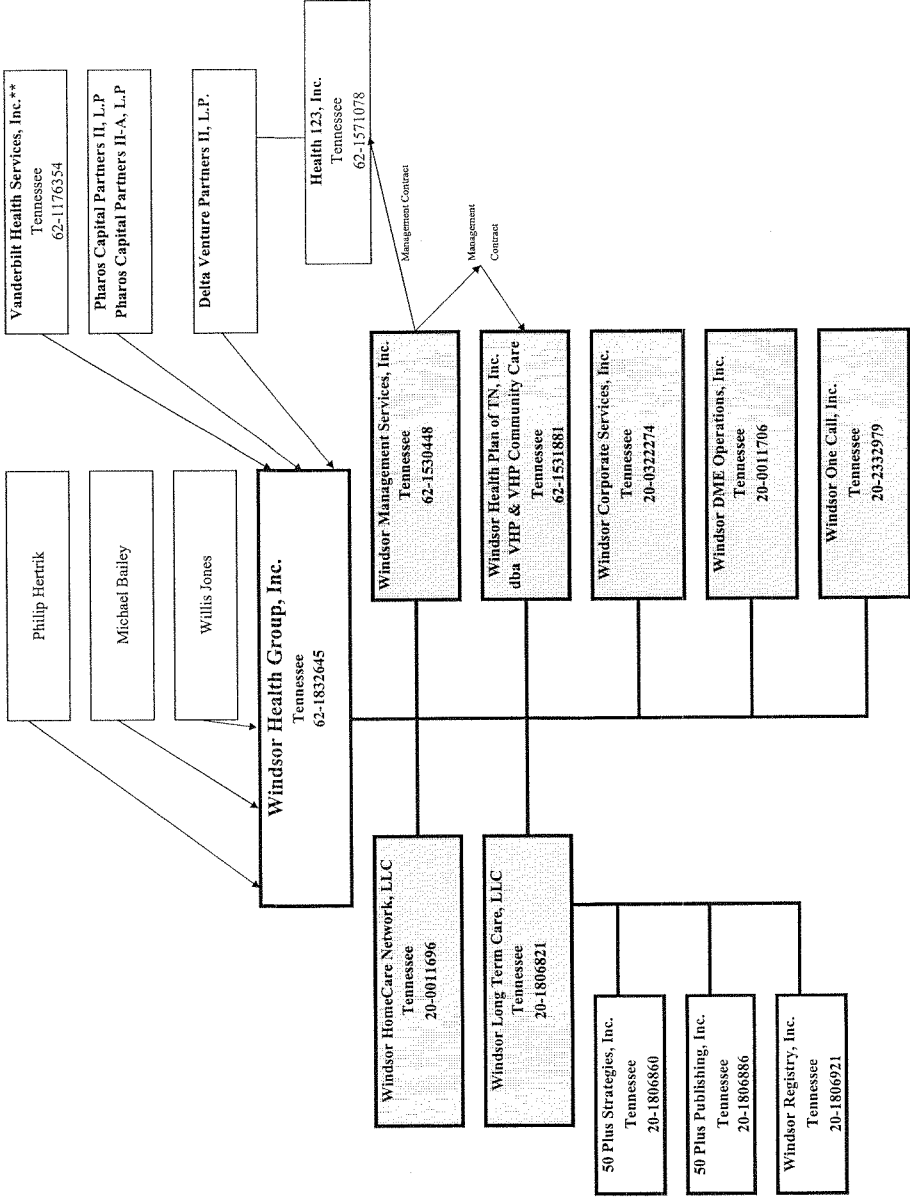 Philip Hertrik
Michael Bailey
Willis Jones
Vanderbilt Health Services, Inc.**
Tennessee
62-1176354
Pharos Capital Partners II, L.P
Pharos Capital Partners II-A, L.P
Delta Venture Partners II, L.P.
Health 123, Inc.
Tennessee
62-1571078
Windsor Health Group, Inc.
Tennessee
62-1832645
Management Contract
Management
Contract
Windsor HomeCare Network, LLC
Tennessee
20-0011696
Windsor Long Term Care, LLC
Tennessee
20-1806821
Windsor Management Services, Inc.
Tennessee
62-1530448
Windsor Health Plan of TN, Inc.
dba VHP & VHP Community Care
Tennessee
62-1531881
Windsor Corporate Services, Inc.
Tennessee
20-0322274
Windsor DME Operations, Inc.
Tennessee
20-0011706
Windsor One Call, Inc.
Tennessee
20-2332979
50 Plus Strategies, Inc.
Tennessee
20-1806860
50 Plus Publishing, Inc.
Tennessee
20-1806886
Windsor Registry, Inc.
Tennessee
20-1806921